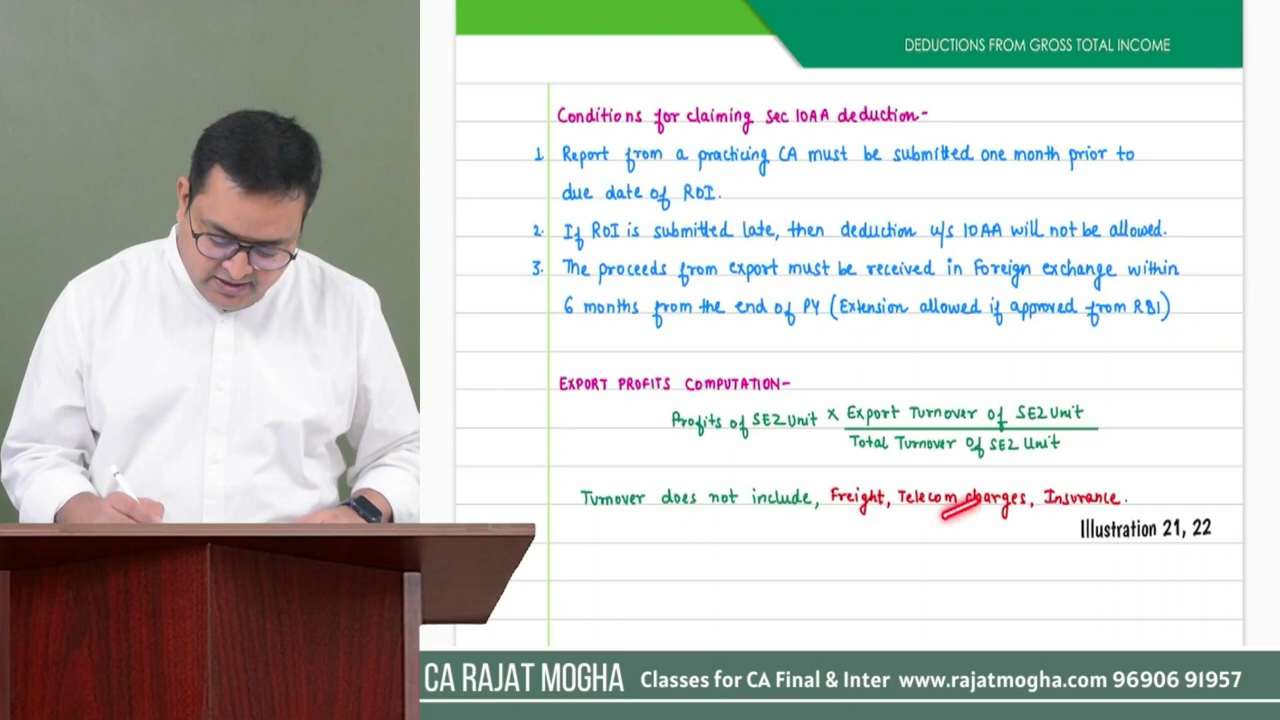 DEDUCTIONS FROM GROSS TOTAL INCOME
Conditions for claiming Sec 10AA deduction-
1. Report from a practicing CA must be submitted one month prior to
due date of ROI.
2. If ROI is submitted late, then deduction u/s 10AA will not be allowed.
3. The proceeds from export must be received in Foreign exchange within
6 months from the end of PY (Extension allowed if approved from RBI)
EXPORT PROFITS COMPUTATION-
Profits of SEZ Unit × Export Turnover of SEZ Unit
Total Turnover of SEZ Unit
Turnover does not include, Freight, Telecom charges, Insurance.
Illustration 21, 22
CA RAJAT MOGHA Classes for CA Final & Inter www.rajatmogha.com 96906 91957